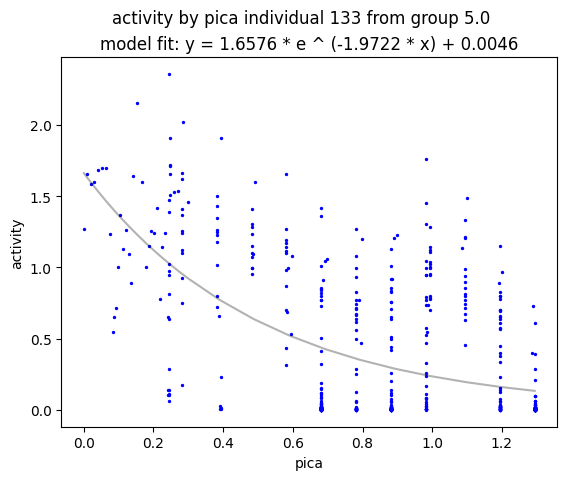 activity by pica individual 133 from group 5.0
model fit: y = 1.6576 * e ^ (-1.9722 * x) + 0.0046
2.0
1.5
1.0
0.5
0.0
activity
0.0 0.2 0.4 0.6 0.8 1.0 1.2
pica